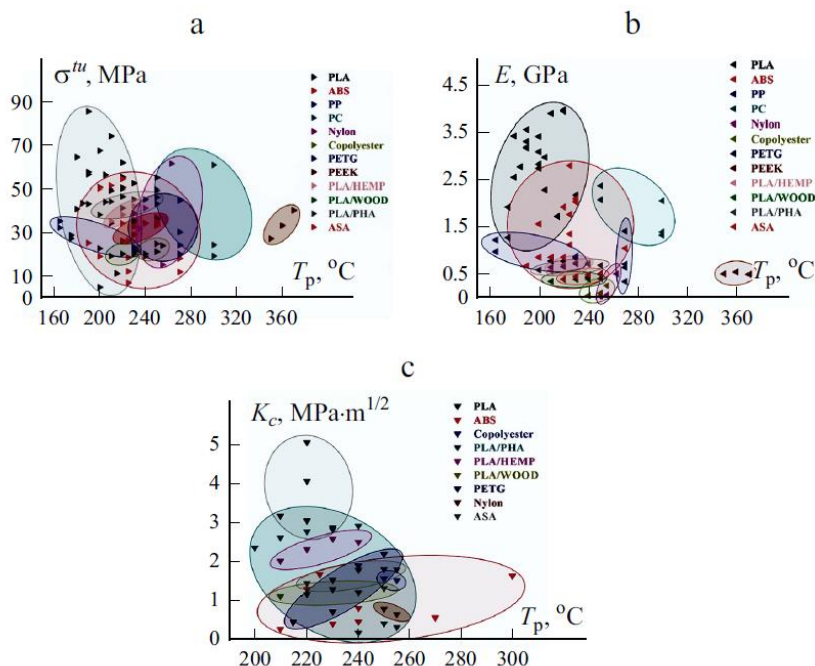 a
σᵗᵘ, MPa
90
70
50
30
10
0
160 200 240 280 320 360 400
Tₚ, °C
PLA
ABS
PP
PC
Nylon
Copolyester
PETG
PEEK
PLA/HEMP
PLA/WOOD
PLA/PHA
ASA
b
E, GPa
4.5
3.5
2.5
1.5
0.5
0
160 200 240 280 320 360 400
Tₚ, °C
PLA
ABS
PP
PC
Nylon
Copolyester
PETG
PEEK
PLA/HEMP
PLA/WOOD
PLA/PHA
ASA
c
K_c, MPa·m^1/2
5
4
3
2
1
0
200 220 240 260 280 300
Tₚ, °C
PLA
ABS
Copolyester
PLA/PHA
PLA/HEMP
PLA/WOOD
PETG
Nylon
ASA